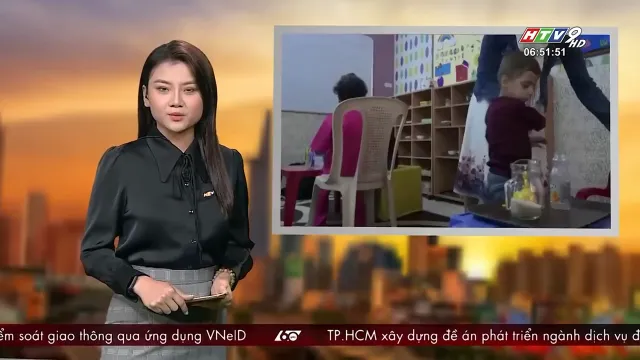 HTV9 HD
06:51:51
ểm soát giao thông qua ứng dụng VNeID
TP.HCM xây dựng đề án phát triển ngành dịch vụ đ